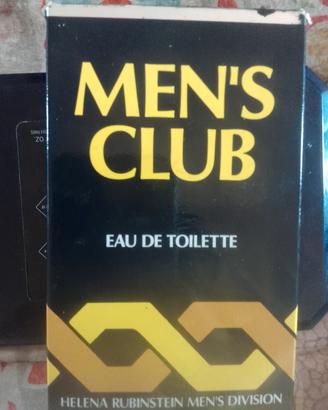 MEN'S
CLUB
EAU DE TOILETTE
HELENA RUBINSTEIN MEN'S DIVISION